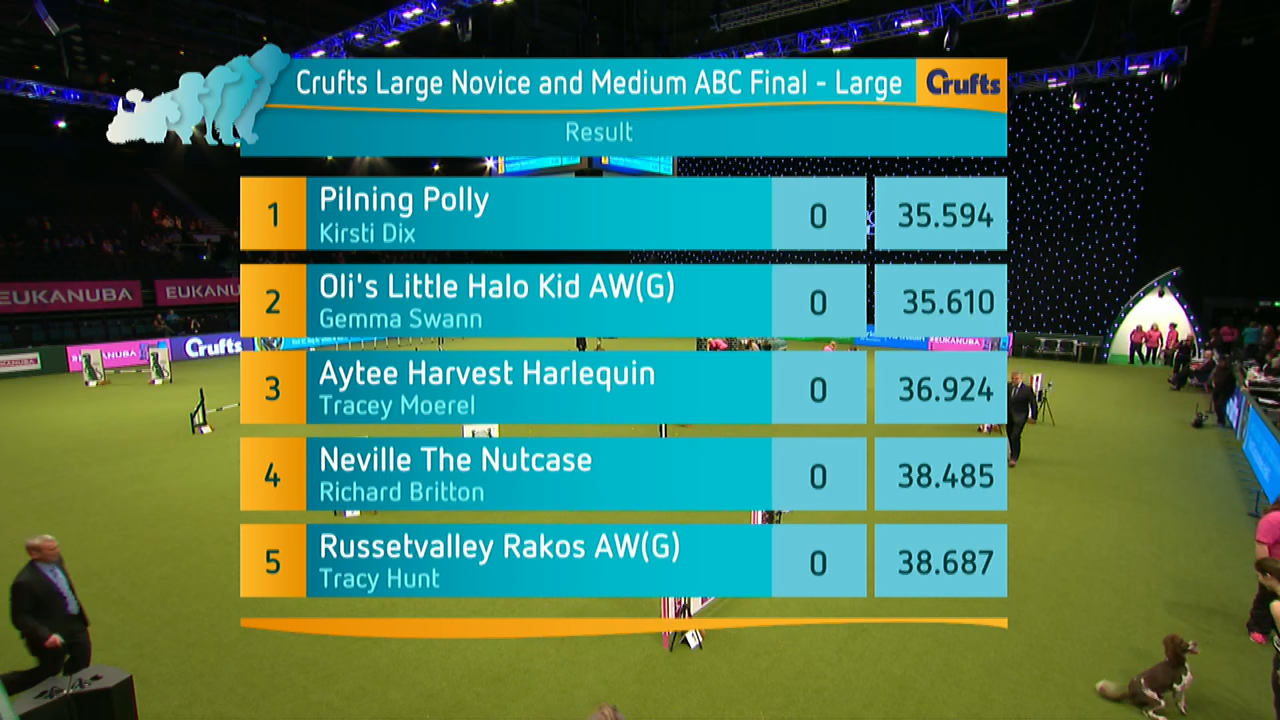 Crufts Large Novice and Medium ABC Final - Large
Crufts
Result
1
Pilning Polly
Kirsti Dix
0
35.594
2
Oli's Little Halo Kid AW(G)
Gemma Swann
0
35.610
3
Aytee Harvest Harlequin
Tracey Moerel
0
36.924
4
Neville The Nutcase
Richard Britton
0
38.485
5
Russetvalley Rakos AW(G)
Tracy Hunt
0
38.687
EUKANUBA
EUKANU
Crufts
EUKANUBA